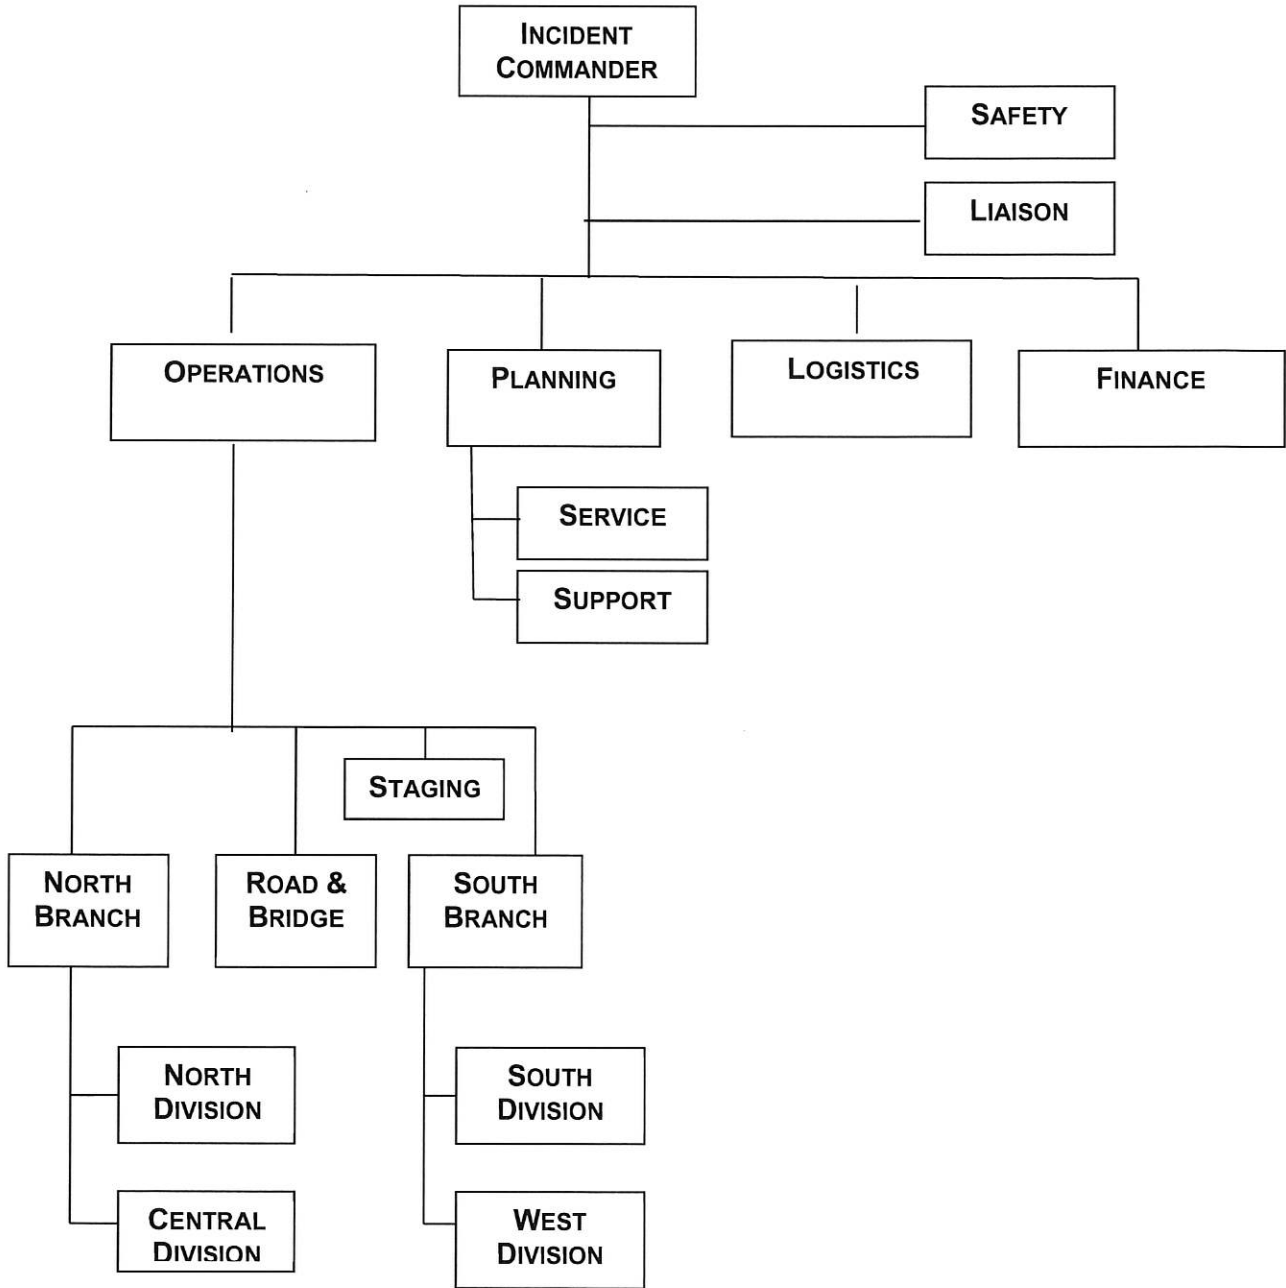 INCIDENT
COMMANDER
SAFETY
LIAISON
OPERATIONS
PLANNING
LOGISTICS
FINANCE
SERVICE
SUPPORT
STAGING
NORTH
BRANCH
ROAD &
BRIDGE
SOUTH
BRANCH
NORTH
DIVISION
SOUTH
DIVISION
CENTRAL
DIVISION
WEST
DIVISION